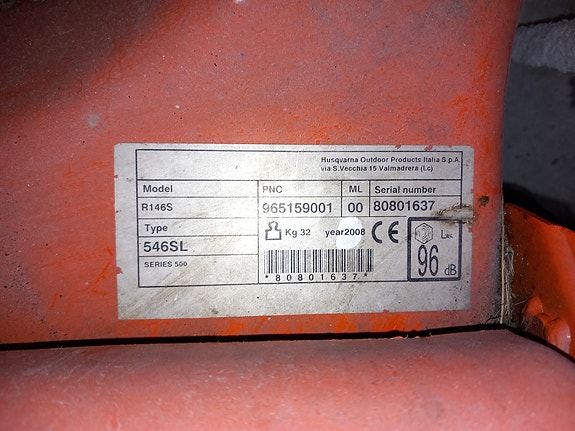 Husqvarna Outdoor Products Italia S.p.A.
via S.Vecchia 15 Valmadrera (Lc)
Model PNC ML Serial number
R146S 965159001 00 80801637
Type Kg 32 year2008 CE LWA
546SL 96 dB
SERIES 500 *80801637*